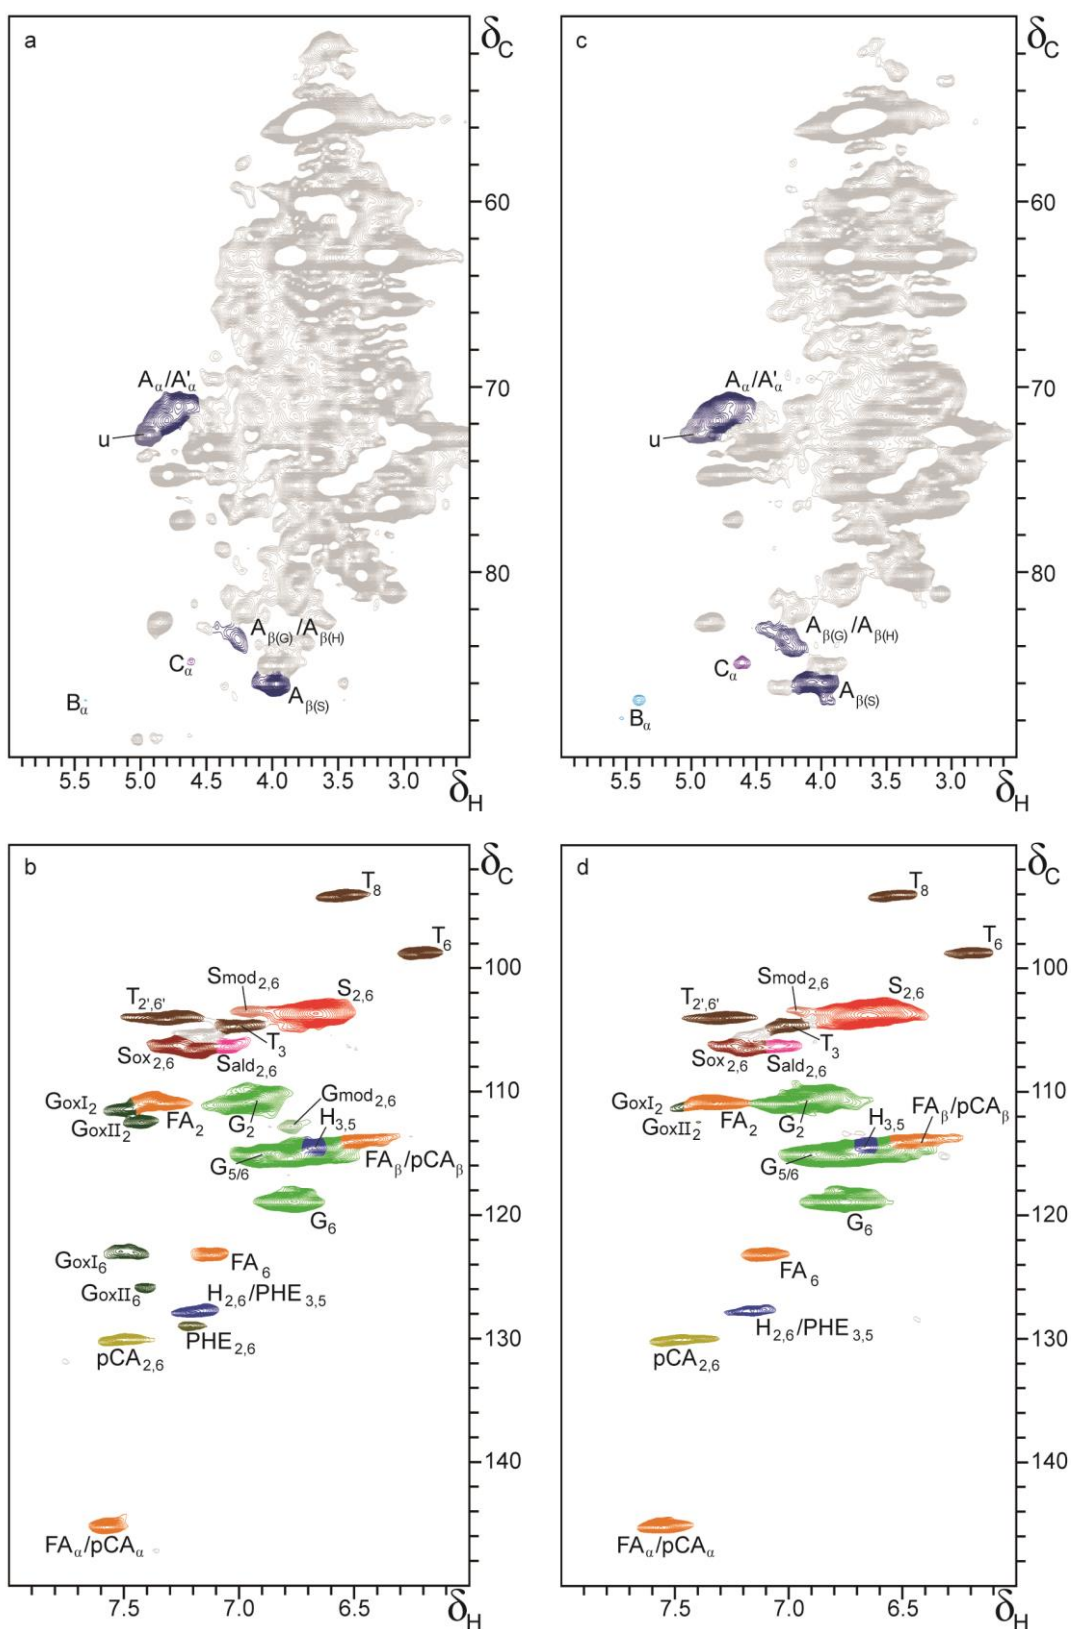 a
δC
60
70
80
Aα/A'α
u
Aβ(G)/Aβ(H)
Cα
Aβ(S)
Bα
5.5 5.0 4.5 4.0 3.5 3.0
δH
c
δC
60
70
80
Aα/A'α
u
Aβ(G)/Aβ(H)
Cα
Aβ(S)
Bα
5.5 5.0 4.5 4.0 3.5 3.0
δH
b
δC
T8
T6
100
Smod2,6
S2,6
T2',6'
T3
Sox2,6
Sald2,6
110
GoxI2
FA2
G2
Gmod2,6
GoxII2
H3,5
G5/6
FAβ/pCAβ
120
G6
GoxI6
FA6
GoxII6
H2,6/PHE3,5
PHE2,6
130
pCA2,6
140
FAα/pCAα
7.5 7.0 6.5
δH
d
δC
T8
T6
100
Smod2,6
S2,6
T2',6'
T3
Sox2,6
Sald2,6
110
GoxI2
FA2
G2
GoxII2-
H3,5
FAβ/pCAβ
G5/6
120
G6
FA6
H2,6/PHE3,5
130
pCA2,6
140
FAα/pCAα
7.5 7.0 6.5
δH